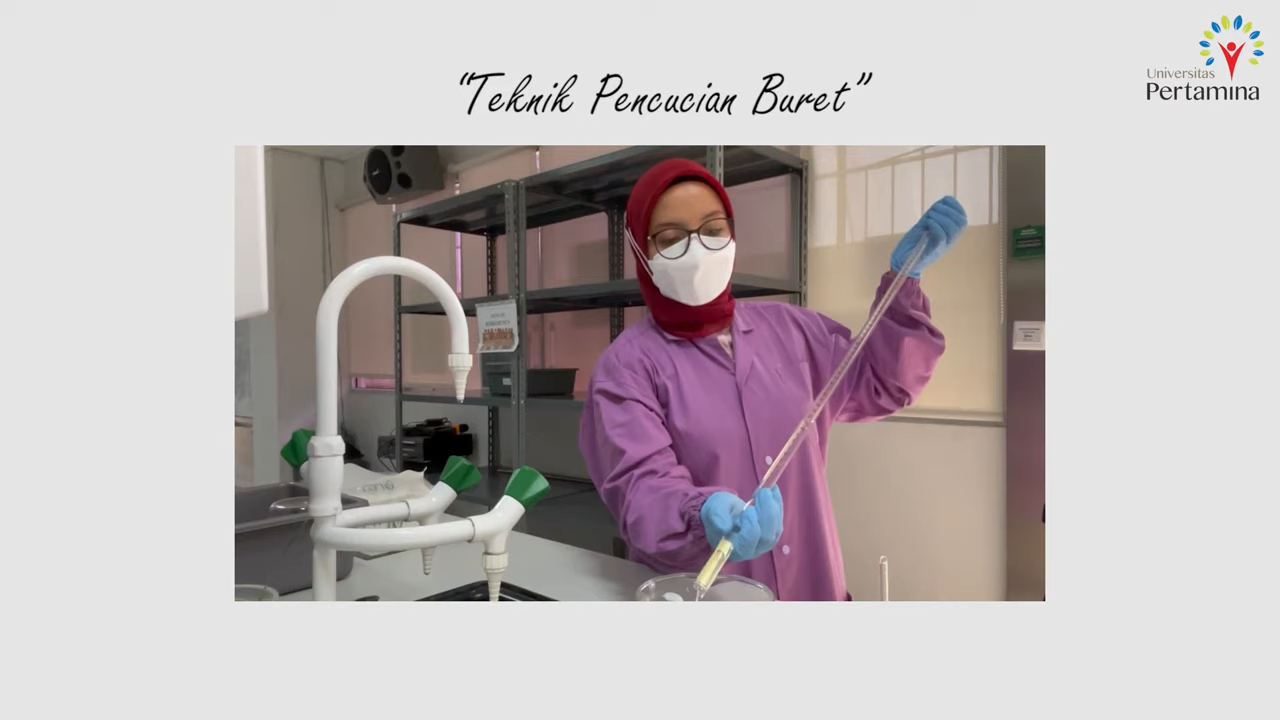 “Teknik Pencucian Buret”
Universitas
Pertamina